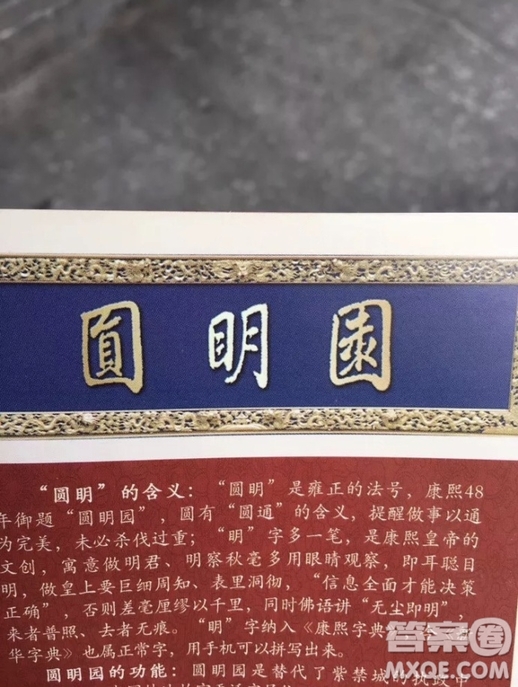 圓眀園
“圆明”的含义：“圆明”是雍正的法号，康熙48
年御题“圆明园”，圆有“圆通”的含义，提醒做事以通
为完美，未必杀伐过重；“明”字多一笔，是康熙皇帝的
文创，寓意做明君、明察秋毫多用眼睛观察，即耳聪目
明，做皇上要巨细周知、表里洞彻，“信息全面才能决策
正确”，否则差毫厘缪以千里，同时佛语讲“无尘即明”，
来者普照、去者无痕。“明”字纳入《康熙字典
华字典》也属正常字，用手机可以拼写出来。
圆明园的功能：圆明园是替代了紫禁城的执政
答案圈
MXQE.COM